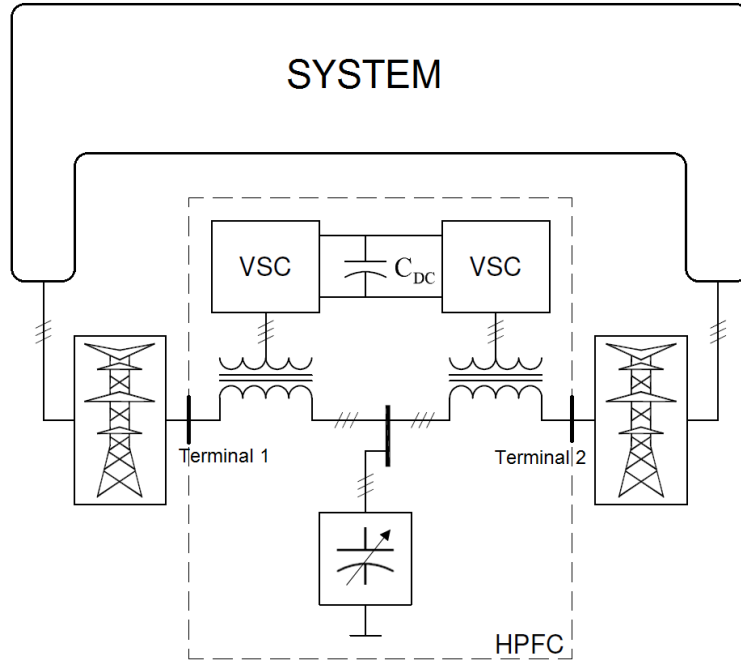 SYSTEM
VSC
C_DC
VSC
Terminal 1
Terminal 2
HPFC